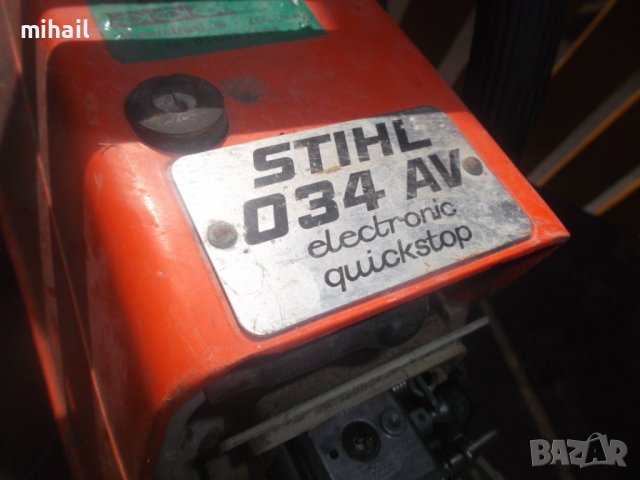 mihail
STIHL
034 AV
electronic
quickstop
BAZAR